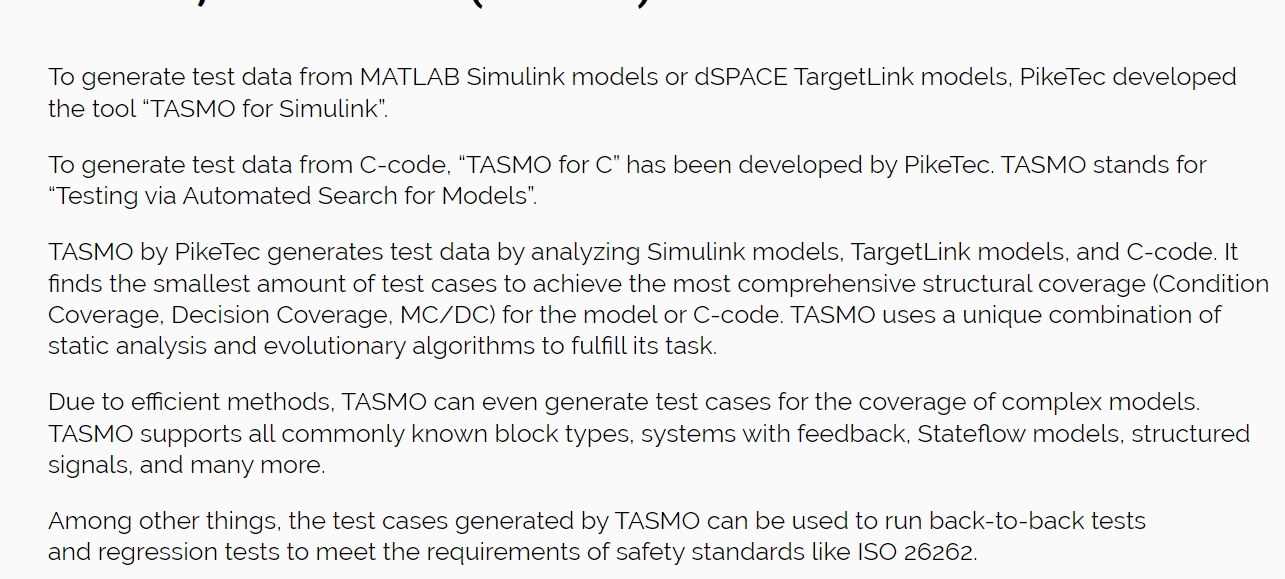 To generate test data from MATLAB Simulink models or dSPACE TargetLink models, PikeTec developed
the tool “TASMO for Simulink”.
To generate test data from C-code, “TASMO for C” has been developed by PikeTec. TASMO stands for
“Testing via Automated Search for Models”.
TASMO by PikeTec generates test data by analyzing Simulink models, TargetLink models, and C-code. It
finds the smallest amount of test cases to achieve the most comprehensive structural coverage (Condition
Coverage, Decision Coverage, MC/DC) for the model or C-code. TASMO uses a unique combination of
static analysis and evolutionary algorithms to fulfill its task.
Due to efficient methods, TASMO can even generate test cases for the coverage of complex models.
TASMO supports all commonly known block types, systems with feedback, Stateflow models, structured
signals, and many more.
Among other things, the test cases generated by TASMO can be used to run back-to-back tests
and regression tests to meet the requirements of safety standards like ISO 26262.